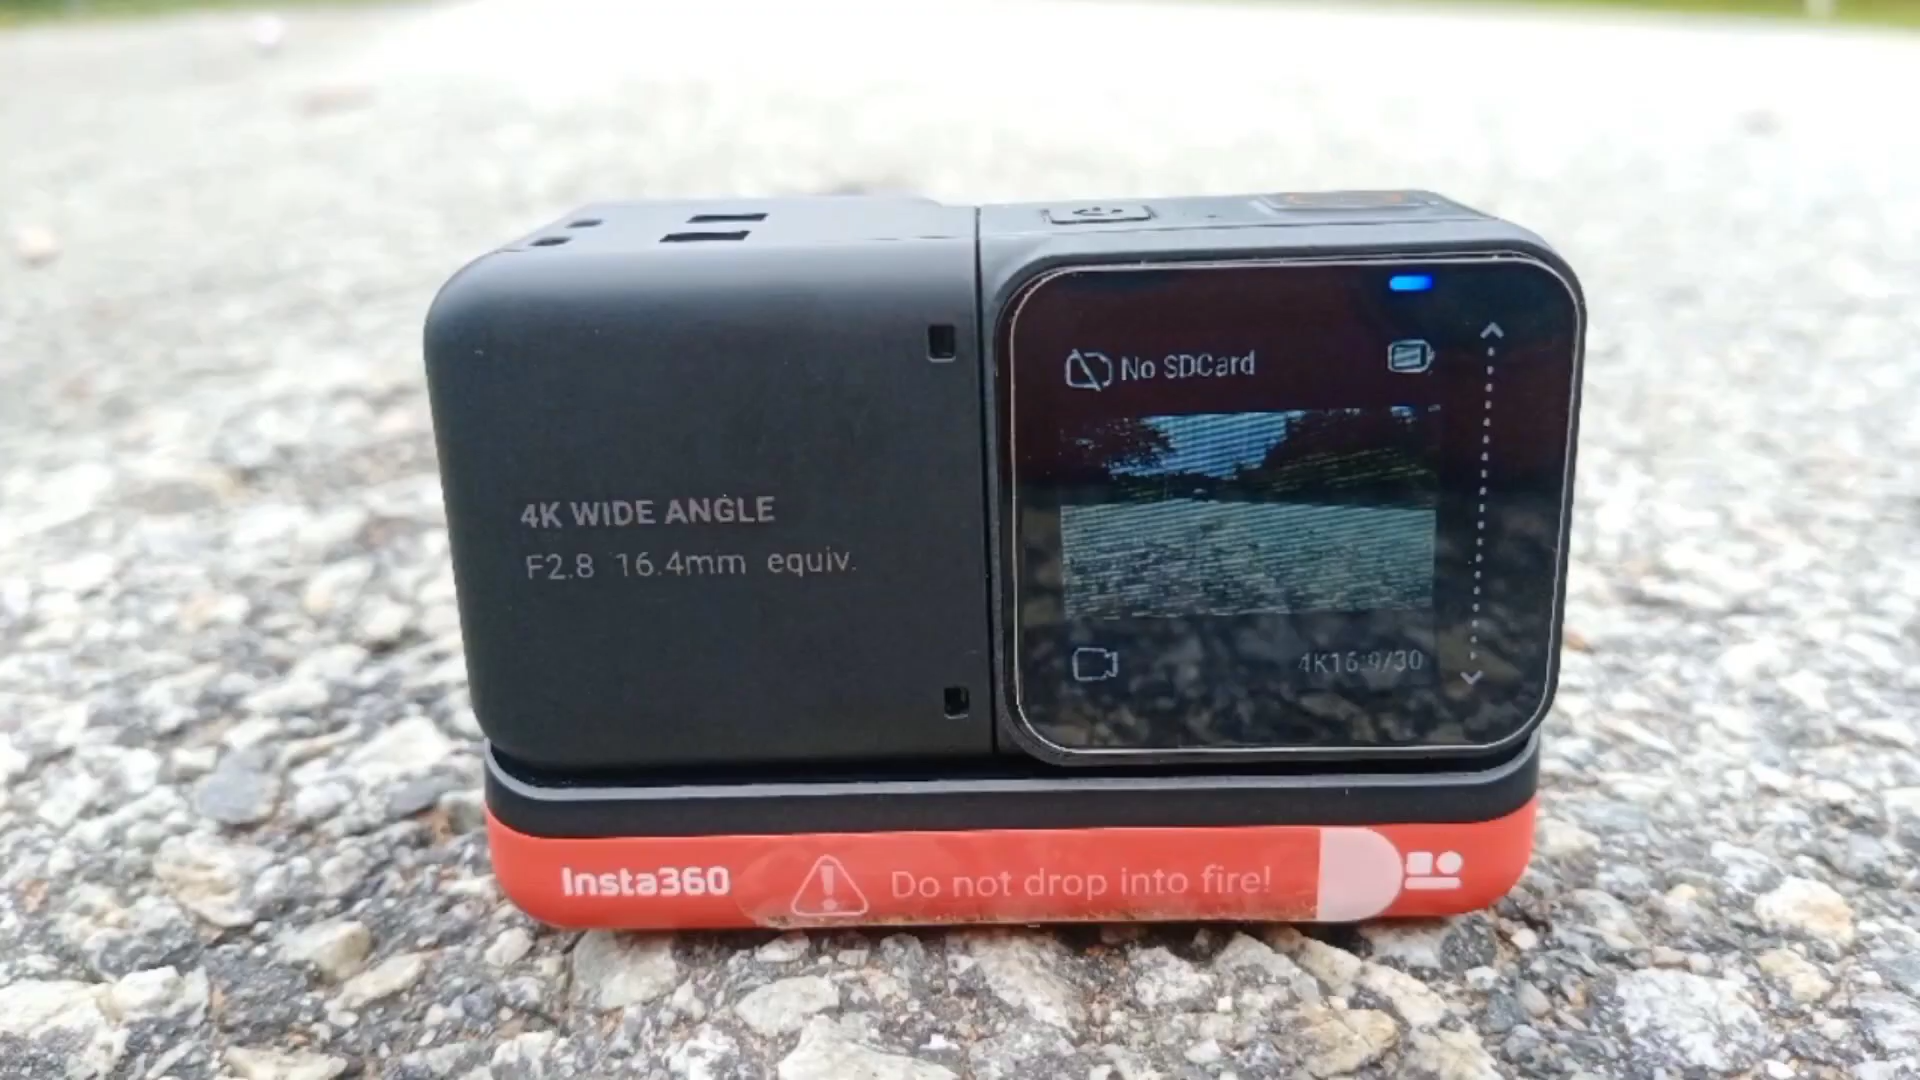 No SDCard
4K WIDE ANGLE
F2.8 16.4mm equiv.
4K16:9/30
Insta360
Do not drop into fire!